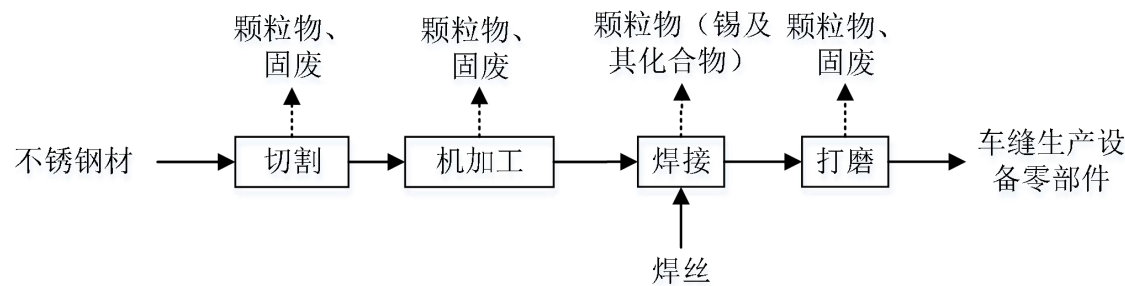 颗粒物、
固废
颗粒物、
固废
颗粒物（锡及
其化合物）
颗粒物、
固废
不锈钢材
切割
机加工
焊接
打磨
车缝生产设
备零部件
焊丝